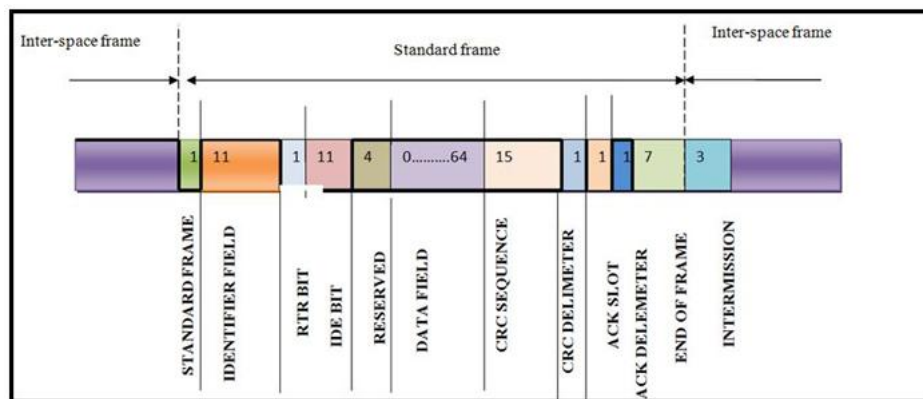 Inter-space frame
Standard frame
Inter-space frame
1 11 1 11 4 0..........64 15 1 1 1 7 3
STANDARD FRAME
IDENTIFIER FIELD
RTR BIT
IDE BIT
RESERVED
DATA FIELD
CRC SEQUENCE
CRC DELIMETER
ACK SLOT
ACK DELEMETER
END OF FRAME
INTERMISSION